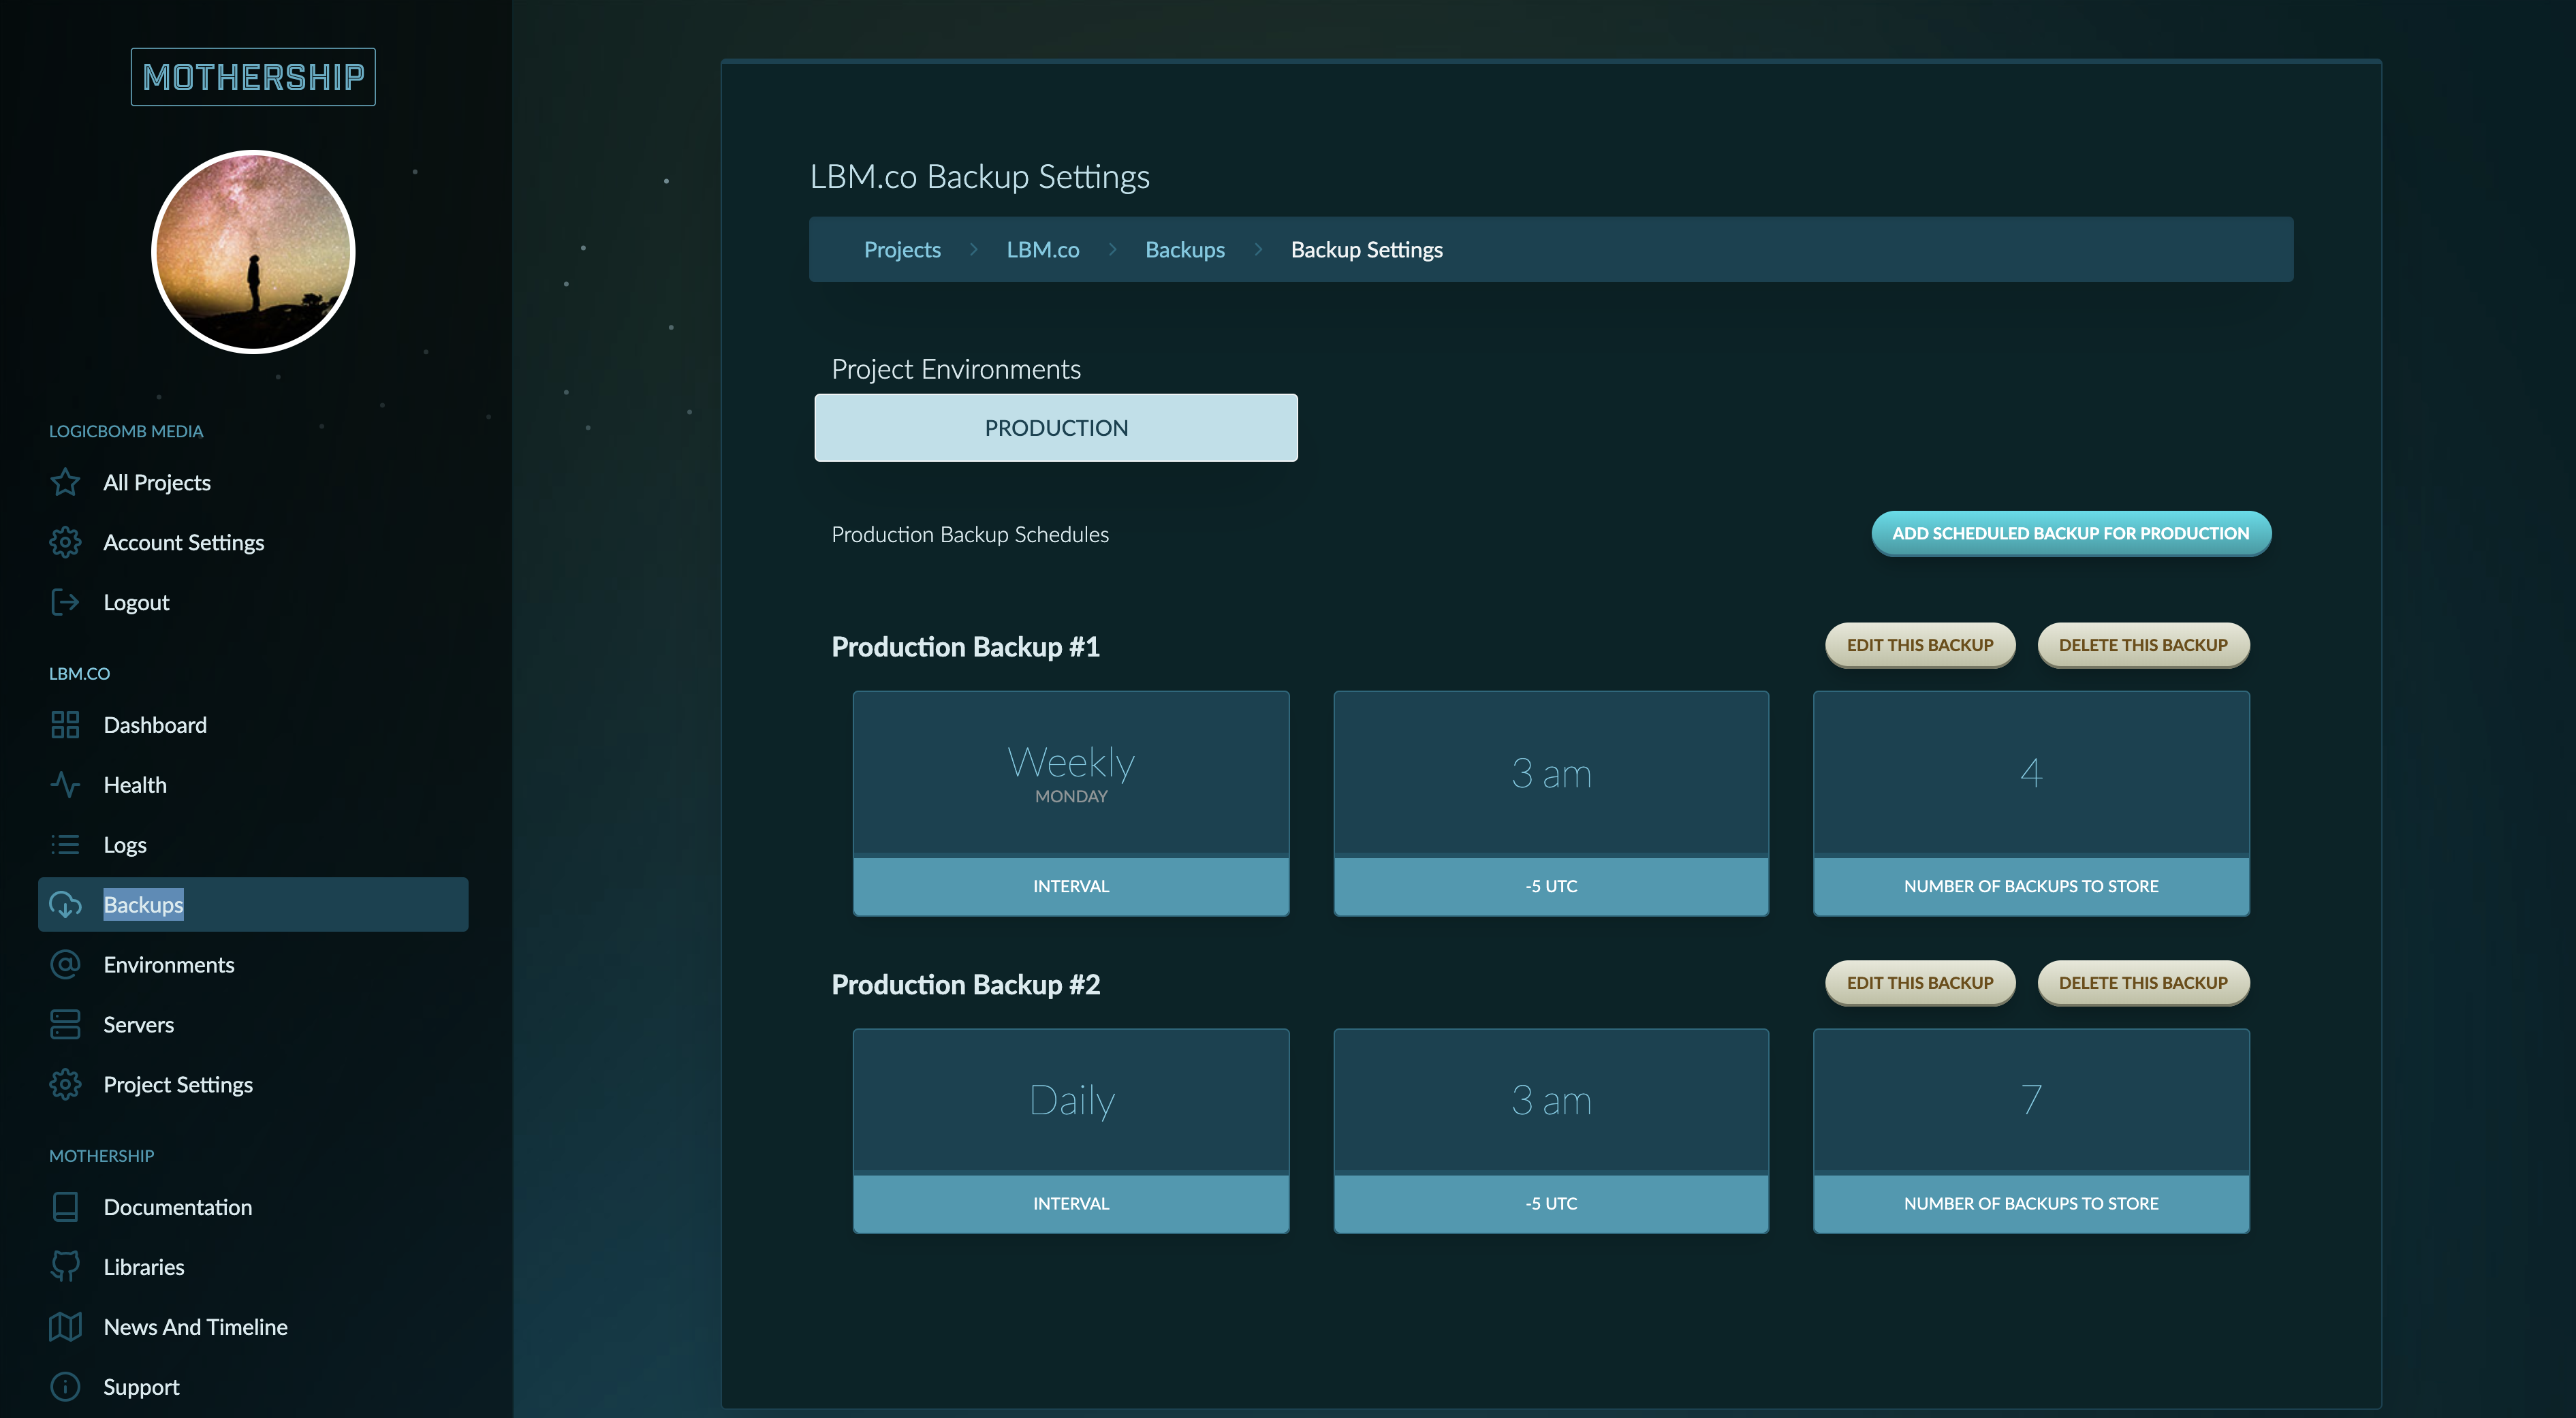 MOTHERSHIP
LOGICBOMB MEDIA
All Projects
Account Settings
Logout
LBM.CO
Dashboard
Health
Logs
Backups
Environments
Servers
Project Settings
MOTHERSHIP
Documentation
Libraries
News And Timeline
Support
LBM.co Backup Settings
Projects LBM.co Backups Backup Settings
Project Environments
PRODUCTION
Production Backup Schedules ADD SCHEDULED BACKUP FOR PRODUCTION
Production Backup #1 EDIT THIS BACKUP DELETE THIS BACKUP
Weekly 3 am 4
MONDAY
INTERVAL -5 UTC NUMBER OF BACKUPS TO STORE
Production Backup #2 EDIT THIS BACKUP DELETE THIS BACKUP
Daily 3 am 7
INTERVAL -5 UTC NUMBER OF BACKUPS TO STORE